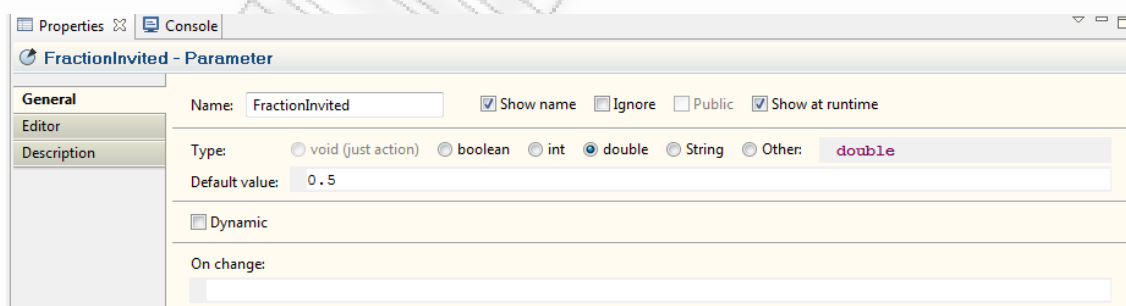 Properties Console
FractionInvited - Parameter
General
Editor
Description
Name: FractionInvited Show name Ignore Public Show at runtime
Type: void (just action) boolean int double String Other: double
Default value: 0.5
Dynamic
On change: